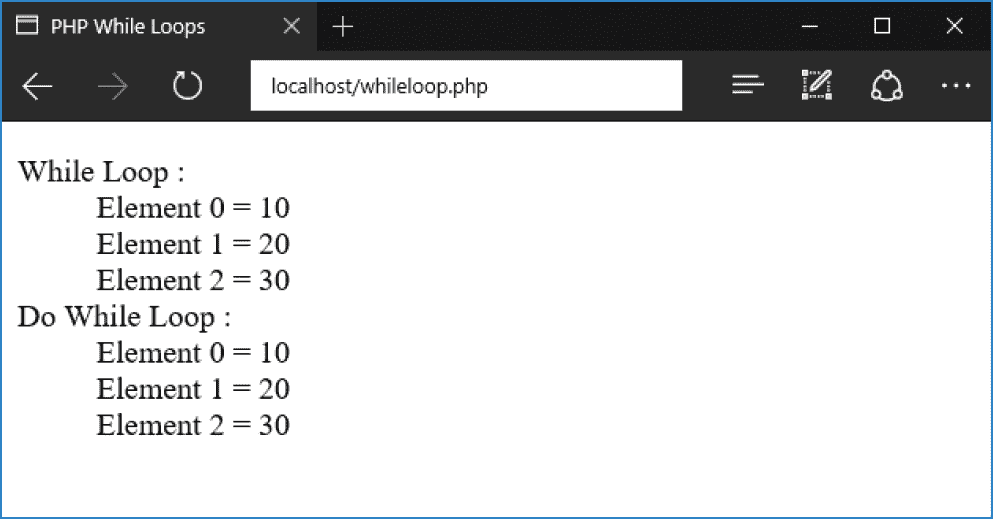 PHP While Loops
localhost/whileloop.php
While Loop :
Element 0 = 10
Element 1 = 20
Element 2 = 30
Do While Loop :
Element 0 = 10
Element 1 = 20
Element 2 = 30